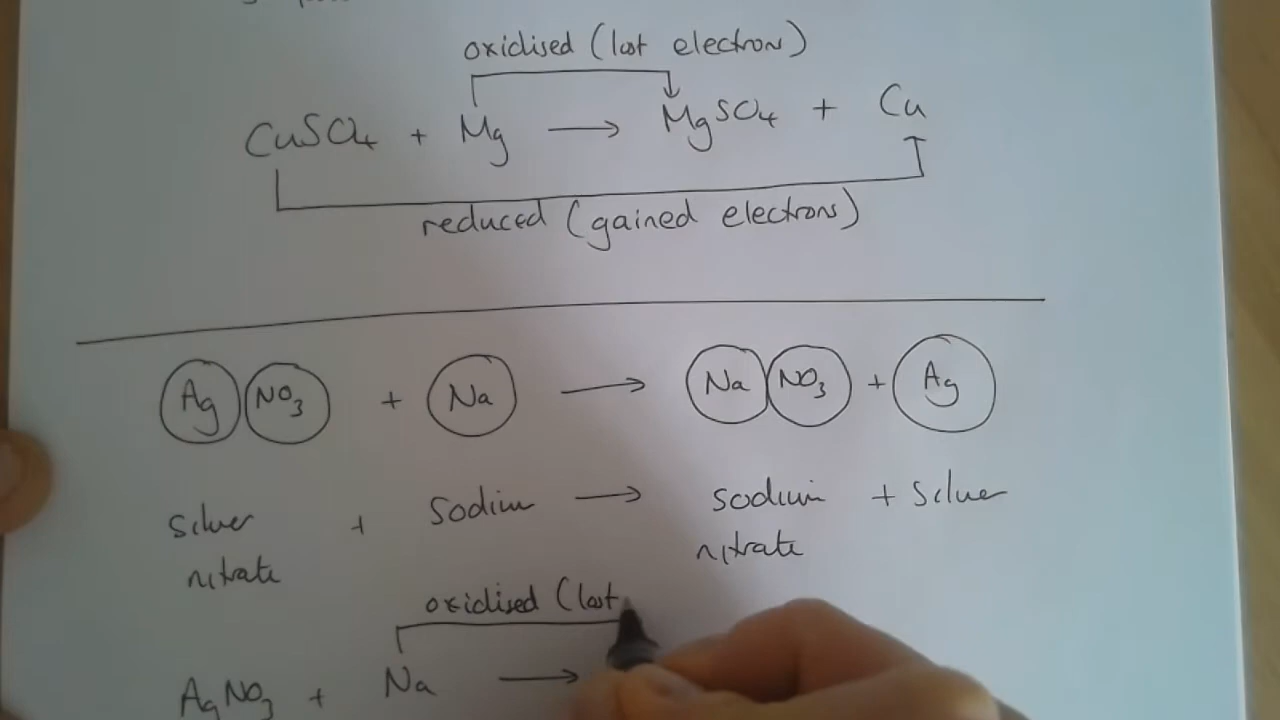 oxidised (lost electron)
CuSO₄ + Mg → MgSO₄ + Cu
reduced (gained electrons)
Ag NO₃ + Na → Na NO₃ + Ag
silver nitrate + sodium → sodium nitrate + silver
oxidised (lost
AgNO₃ + Na →